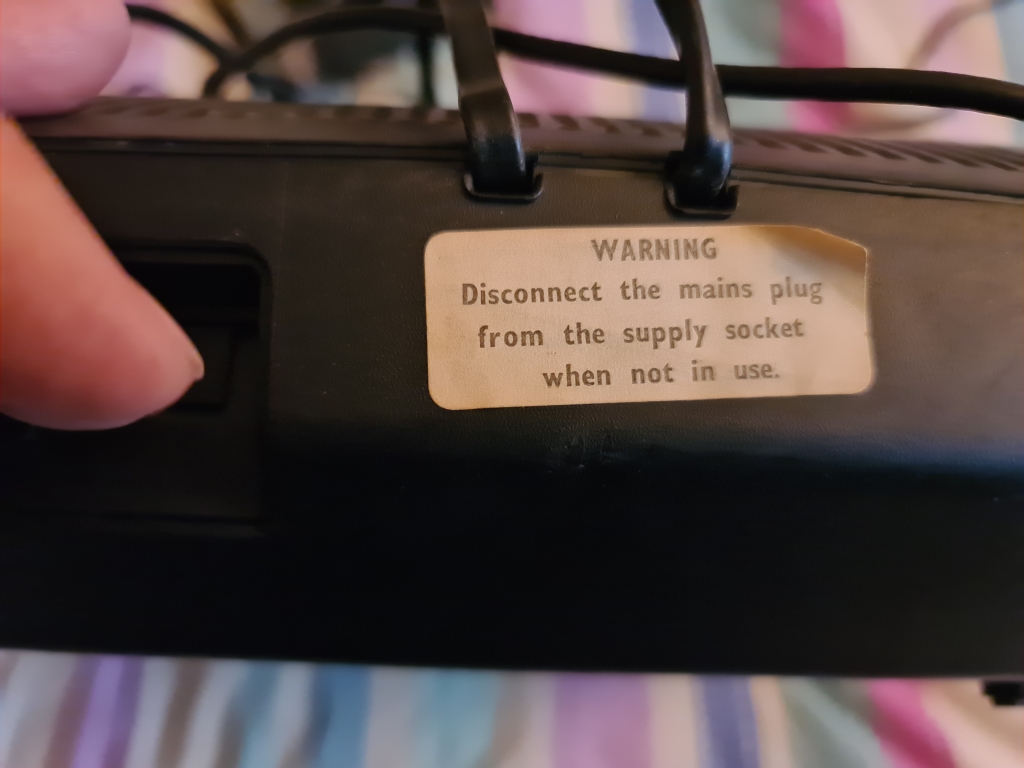 WARNING
Disconnect the mains plug
from the supply socket
when not in use.